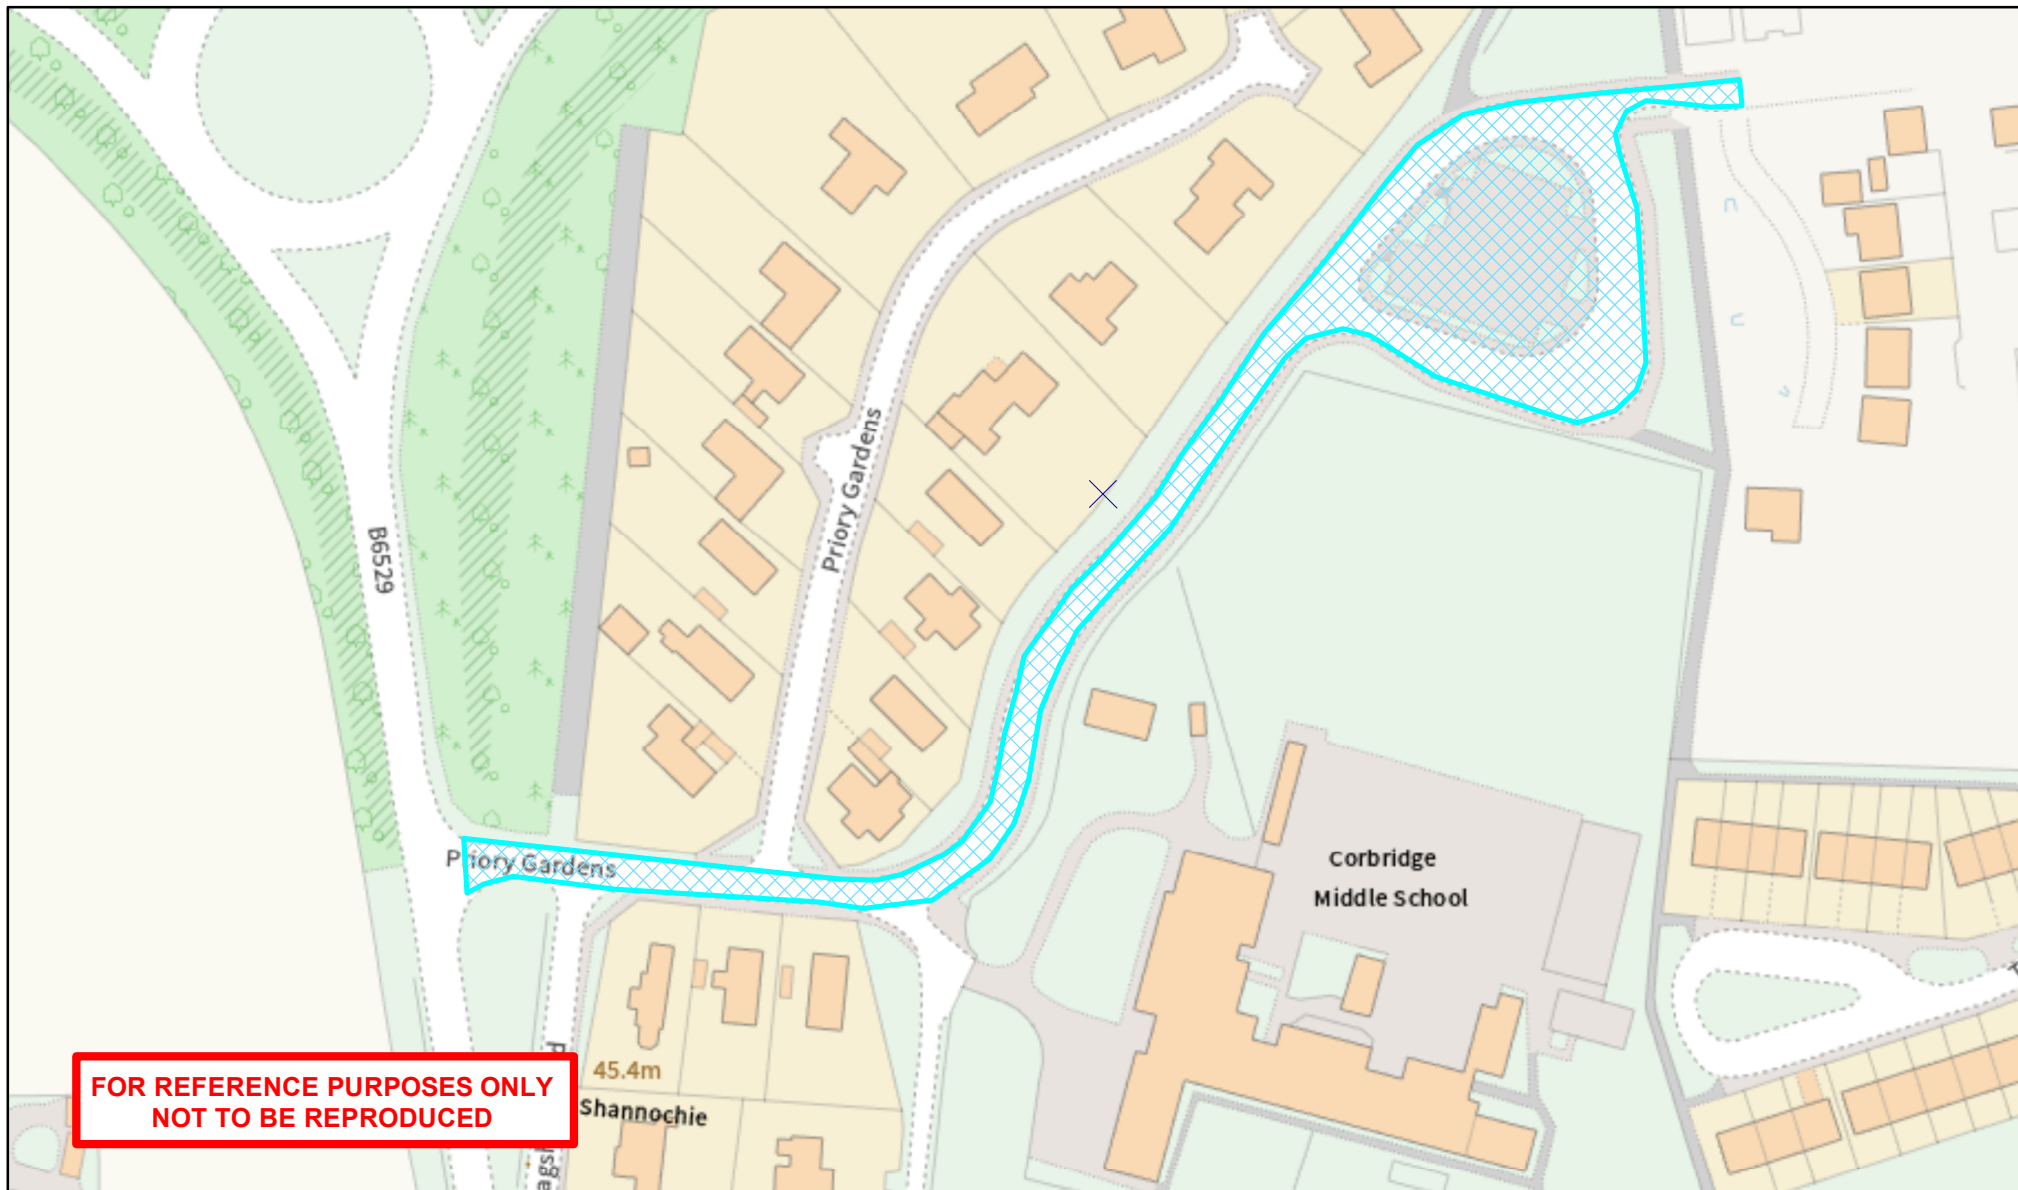 Priory Gardens
B6529
Priory Gardens
Corbridge
Middle School
45.4m
Shannochie
FOR REFERENCE PURPOSES ONLY
NOT TO BE REPRODUCED